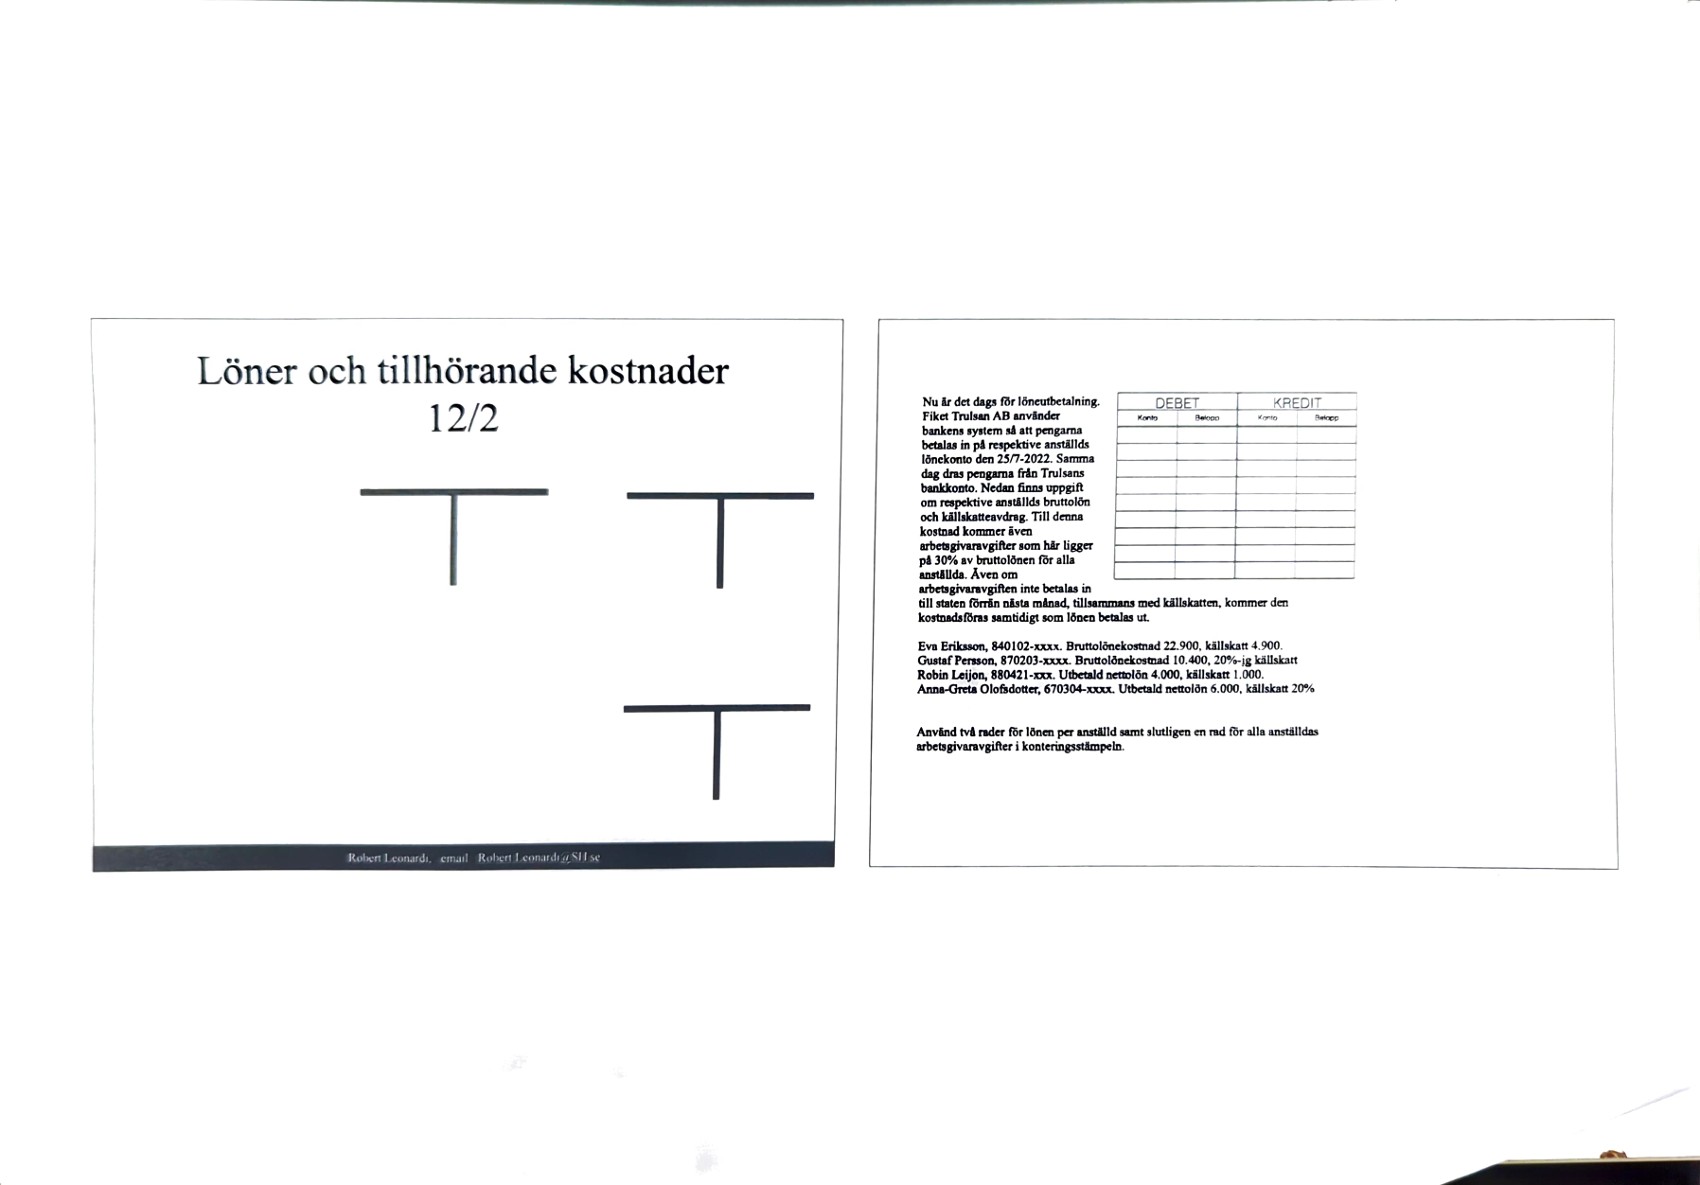 Löner och tillhörande kostnader
12/2
Robert Leonardi, email Robert.Leonardi@SH.se
Nu är det dags för löneutbetalning.
Fiket Trulsan AB använder
bankens system så att pengarna
betalas in på respektive anställds
lönekonto den 25/7-2022. Samma
dag dras pengarna från Trulsans
bankkonto. Nedan finns uppgift
om respektive anställds bruttolön
och källskatteavdrag. Till denna
kostnad kommer även
arbetsgivaravgifter som här ligger
på 30% av bruttolönen för alla
anställda. Även om
arbetsgivaravgiften inte betalas in
till staten förrän nästa månad, tillsammans med källskatten, kommer den
kostnadsföras samtidigt som lönen betalas ut.
DEBET KREDIT
Konto Belopp Konto Belopp
Eva Eriksson, 840102-xxxx. Bruttolönekostnad 22.900, källskatt 4.900.
Gustaf Persson, 870203-xxxx. Bruttolönekostnad 10.400, 20%-ig källskatt
Robin Leijon, 880421-xxx. Utbetald nettolön 4.000, källskatt 1.000.
Anna-Greta Olofsdotter, 670304-xxxx. Utbetald nettolön 6.000, källskatt 20%
Använd två rader för lönen per anställd samt slutligen en rad för alla anställdas
arbetsgivaravgifter i konteringsstämpeln.